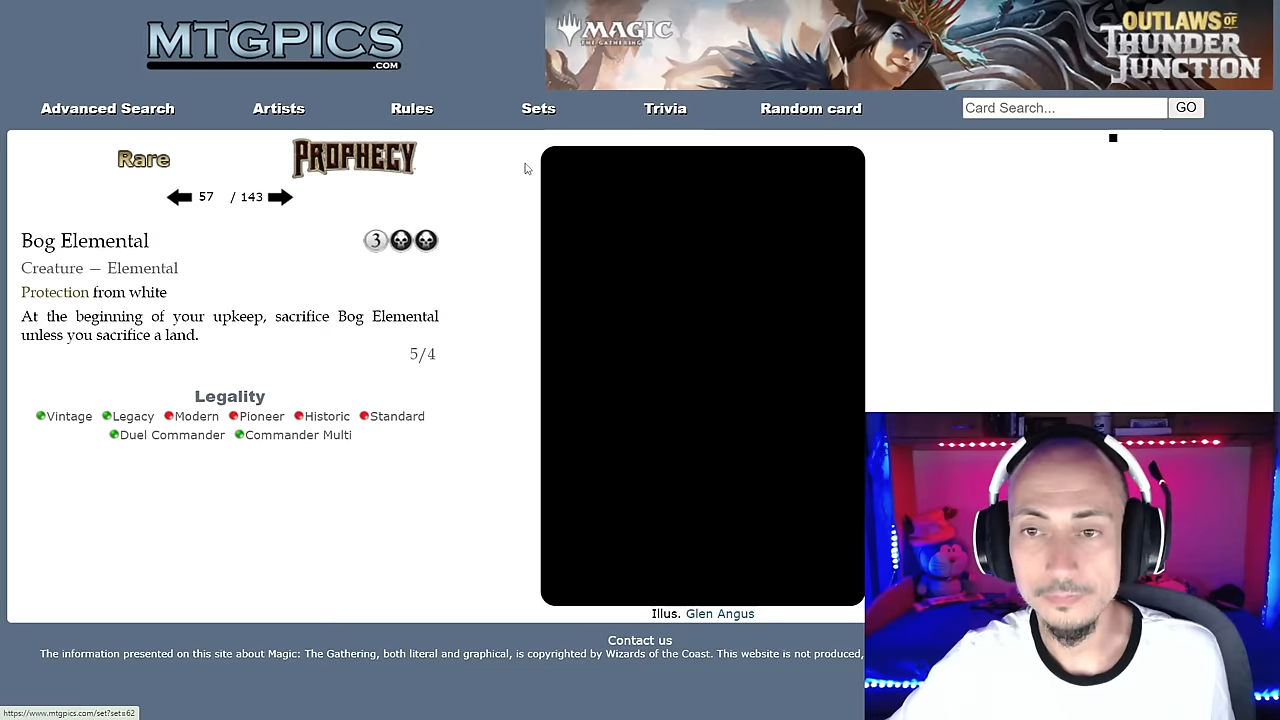 MTGPICS
.COM
MAGIC
THE GATHERING
OUTLAWS OF
THUNDER
JUNCTION
Advanced Search
Artists
Rules
Sets
Trivia
Random card
Card Search...
GO
Rare
PROPHECY
57 / 143
Bog Elemental
3
Creature — Elemental
Protection from white
At the beginning of your upkeep, sacrifice Bog Elemental
unless you sacrifice a land.
5/4
Legality
Vintage Legacy Modern Pioneer Historic Standard
Duel Commander Commander Multi
Illus. Glen Angus
Contact us
The information presented on this site about Magic: The Gathering, both literal and graphical, is copyrighted by Wizards of the Coast. This website is not produced,
https://www.mtgpics.com/set?set=62